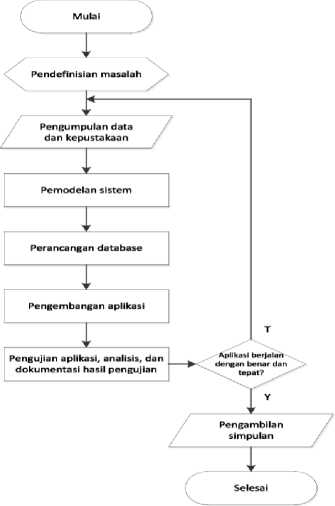 Mulai
Pendefinisian masalah
Pengumpulan data
dan kepustakaan
Pemodelan sistem
Perancangan database
Pengembangan aplikasi
Pengujian aplikasi, analisis, dan
dokumentasi hasil pengujian
Aplikasi berjalan
dengan benar dan
tepat?
T
Y
Pengambilan
simpulan
Selesai